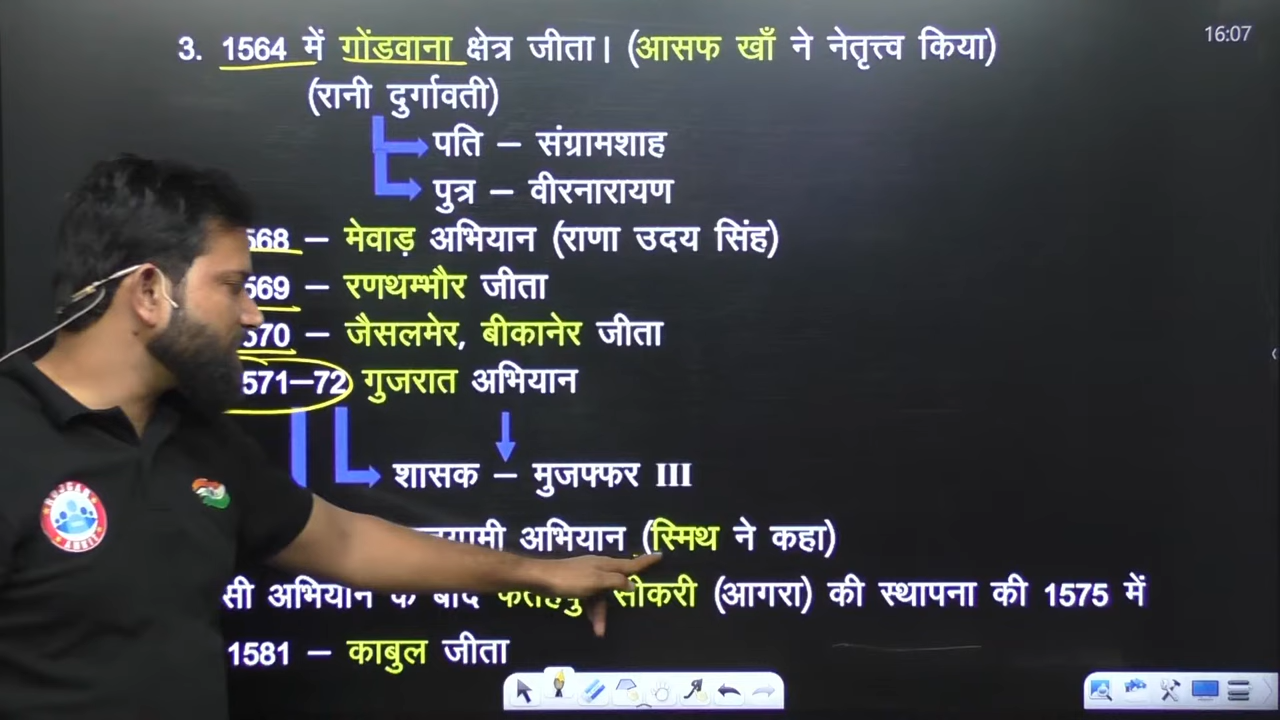 16:07
3. 1564 में गोंडवाना क्षेत्र जीता। (आसफ खाँ ने नेतृत्त्व किया)
(रानी दुर्गावती)
पति – संग्रामशाह
पुत्र – वीरनारायण
568 – मेवाड़ अभियान (राणा उदय सिंह)
569 – रणथम्भौर जीता
570 – जैसलमेर, बीकानेर जीता
571–72 गुजरात अभियान
शासक – मुजफ्फर III
अभियान (स्मिथ ने कहा)
सी अभियान के बाद सीकरी (आगरा) की स्थापना की 1575 में
1581 – काबुल जीता